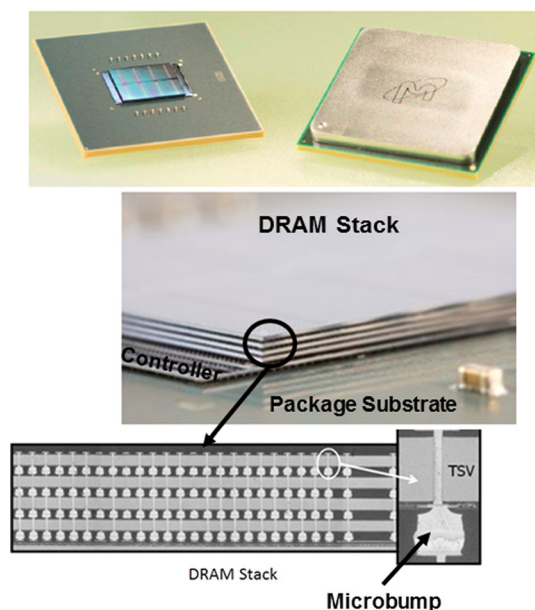 DRAM Stack
Controller
Package Substrate
TSV
DRAM Stack
Microbump